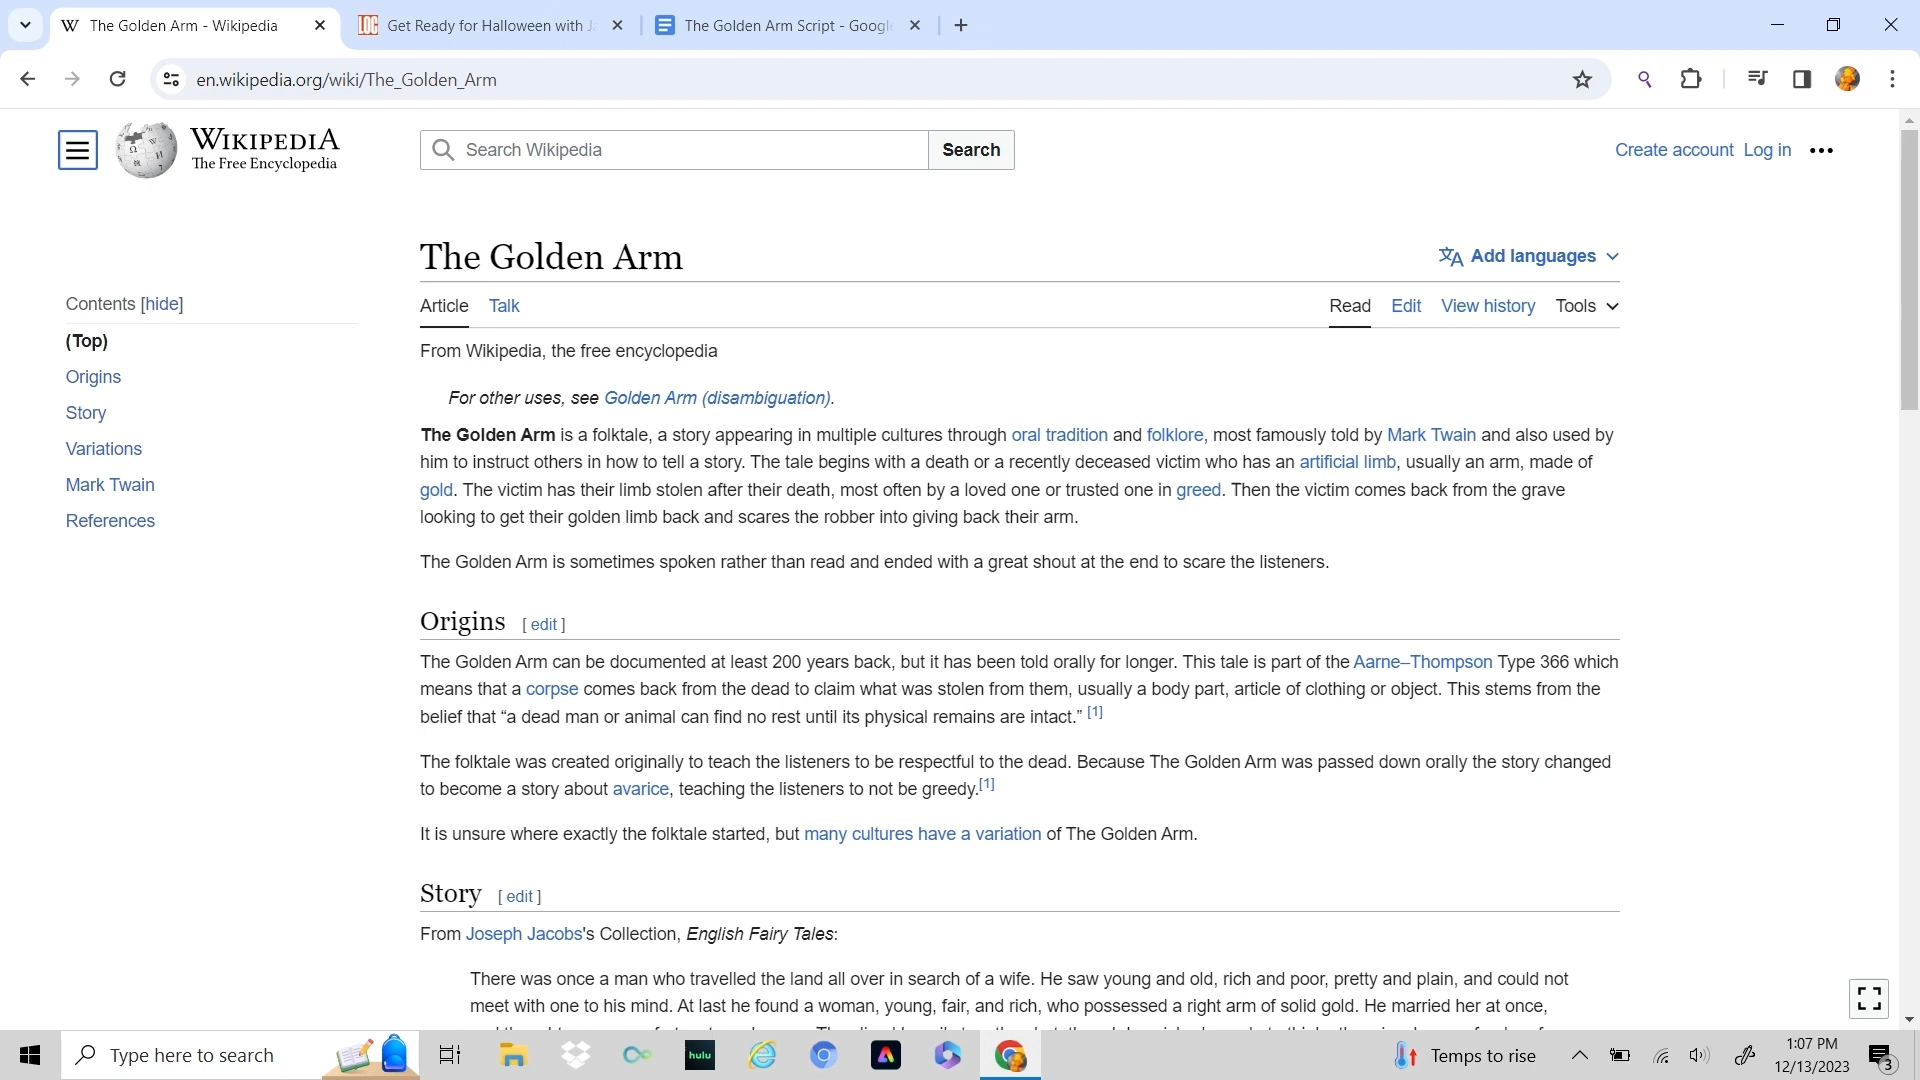 The Golden Arm - Wikipedia
Get Ready for Halloween with
The Golden Arm Script - Googl
en.wikipedia.org/wiki/The_Golden_Arm
WIKIPEDIA
The Free Encyclopedia
Search Wikipedia
Search
Create account Log in
The Golden Arm
Add languages
Article Talk
Read Edit View history Tools
From Wikipedia, the free encyclopedia
Contents [hide]
(Top)
Origins
Story
Variations
Mark Twain
References
For other uses, see Golden Arm (disambiguation).
The Golden Arm is a folktale, a story appearing in multiple cultures through oral tradition and folklore, most famously told by Mark Twain and also used by
him to instruct others in how to tell a story. The tale begins with a death or a recently deceased victim who has an artificial limb, usually an arm, made of
gold. The victim has their limb stolen after their death, most often by a loved one or trusted one in greed. Then the victim comes back from the grave
looking to get their golden limb back and scares the robber into giving back their arm.
The Golden Arm is sometimes spoken rather than read and ended with a great shout at the end to scare the listeners.
Origins [ edit ]
The Golden Arm can be documented at least 200 years back, but it has been told orally for longer. This tale is part of the Aarne–Thompson Type 366 which
means that a corpse comes back from the dead to claim what was stolen from them, usually a body part, article of clothing or object. This stems from the
belief that “a dead man or animal can find no rest until its physical remains are intact.” [1]
The folktale was created originally to teach the listeners to be respectful to the dead. Because The Golden Arm was passed down orally the story changed
to become a story about avarice, teaching the listeners to not be greedy.[1]
It is unsure where exactly the folktale started, but many cultures have a variation of The Golden Arm.
Story [ edit ]
From Joseph Jacobs's Collection, English Fairy Tales:
There was once a man who travelled the land all over in search of a wife. He saw young and old, rich and poor, pretty and plain, and could not
meet with one to his mind. At last he found a woman, young, fair, and rich, who possessed a right arm of solid gold. He married her at once,
Type here to search
hulu
Temps to rise
1:07 PM
12/13/2023
3